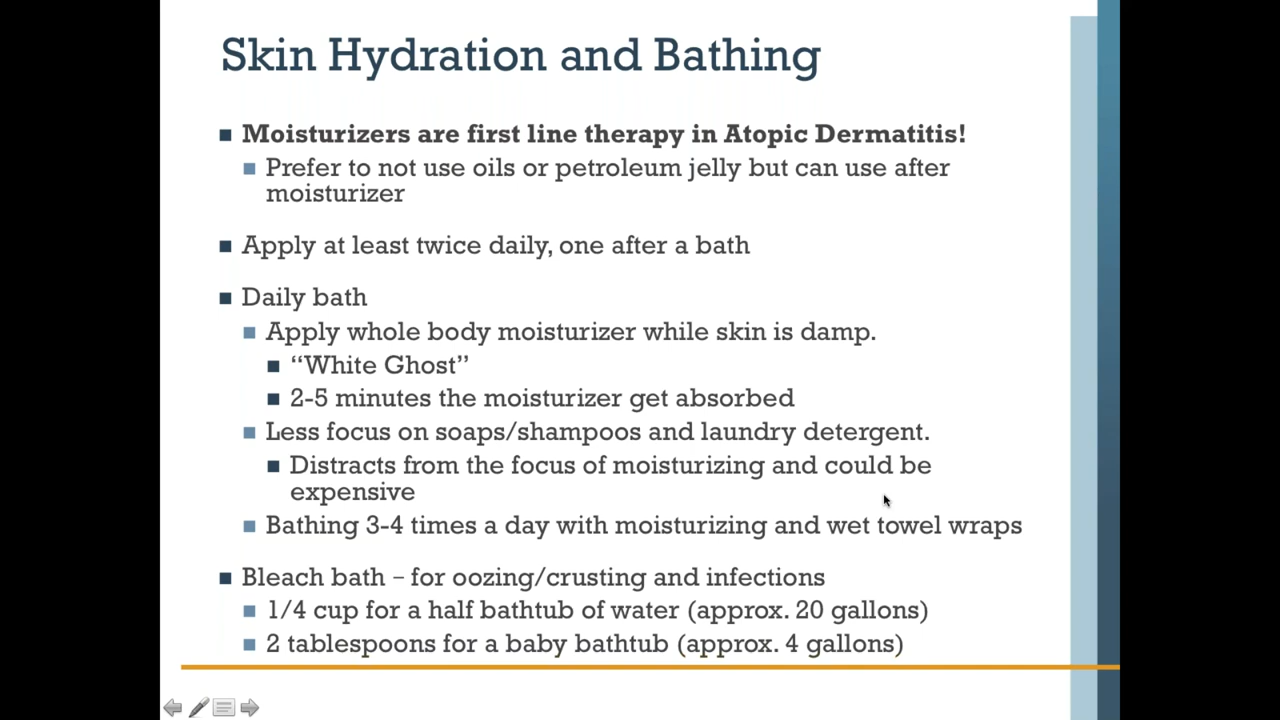 Skin Hydration and Bathing
Moisturizers are first line therapy in Atopic Dermatitis!
Prefer to not use oils or petroleum jelly but can use after
moisturizer
Apply at least twice daily, one after a bath
Daily bath
Apply whole body moisturizer while skin is damp.
“White Ghost”
2-5 minutes the moisturizer get absorbed
Less focus on soaps/shampoos and laundry detergent.
Distracts from the focus of moisturizing and could be
expensive
Bathing 3-4 times a day with moisturizing and wet towel wraps
Bleach bath – for oozing/crusting and infections
1/4 cup for a half bathtub of water (approx. 20 gallons)
2 tablespoons for a baby bathtub (approx. 4 gallons)